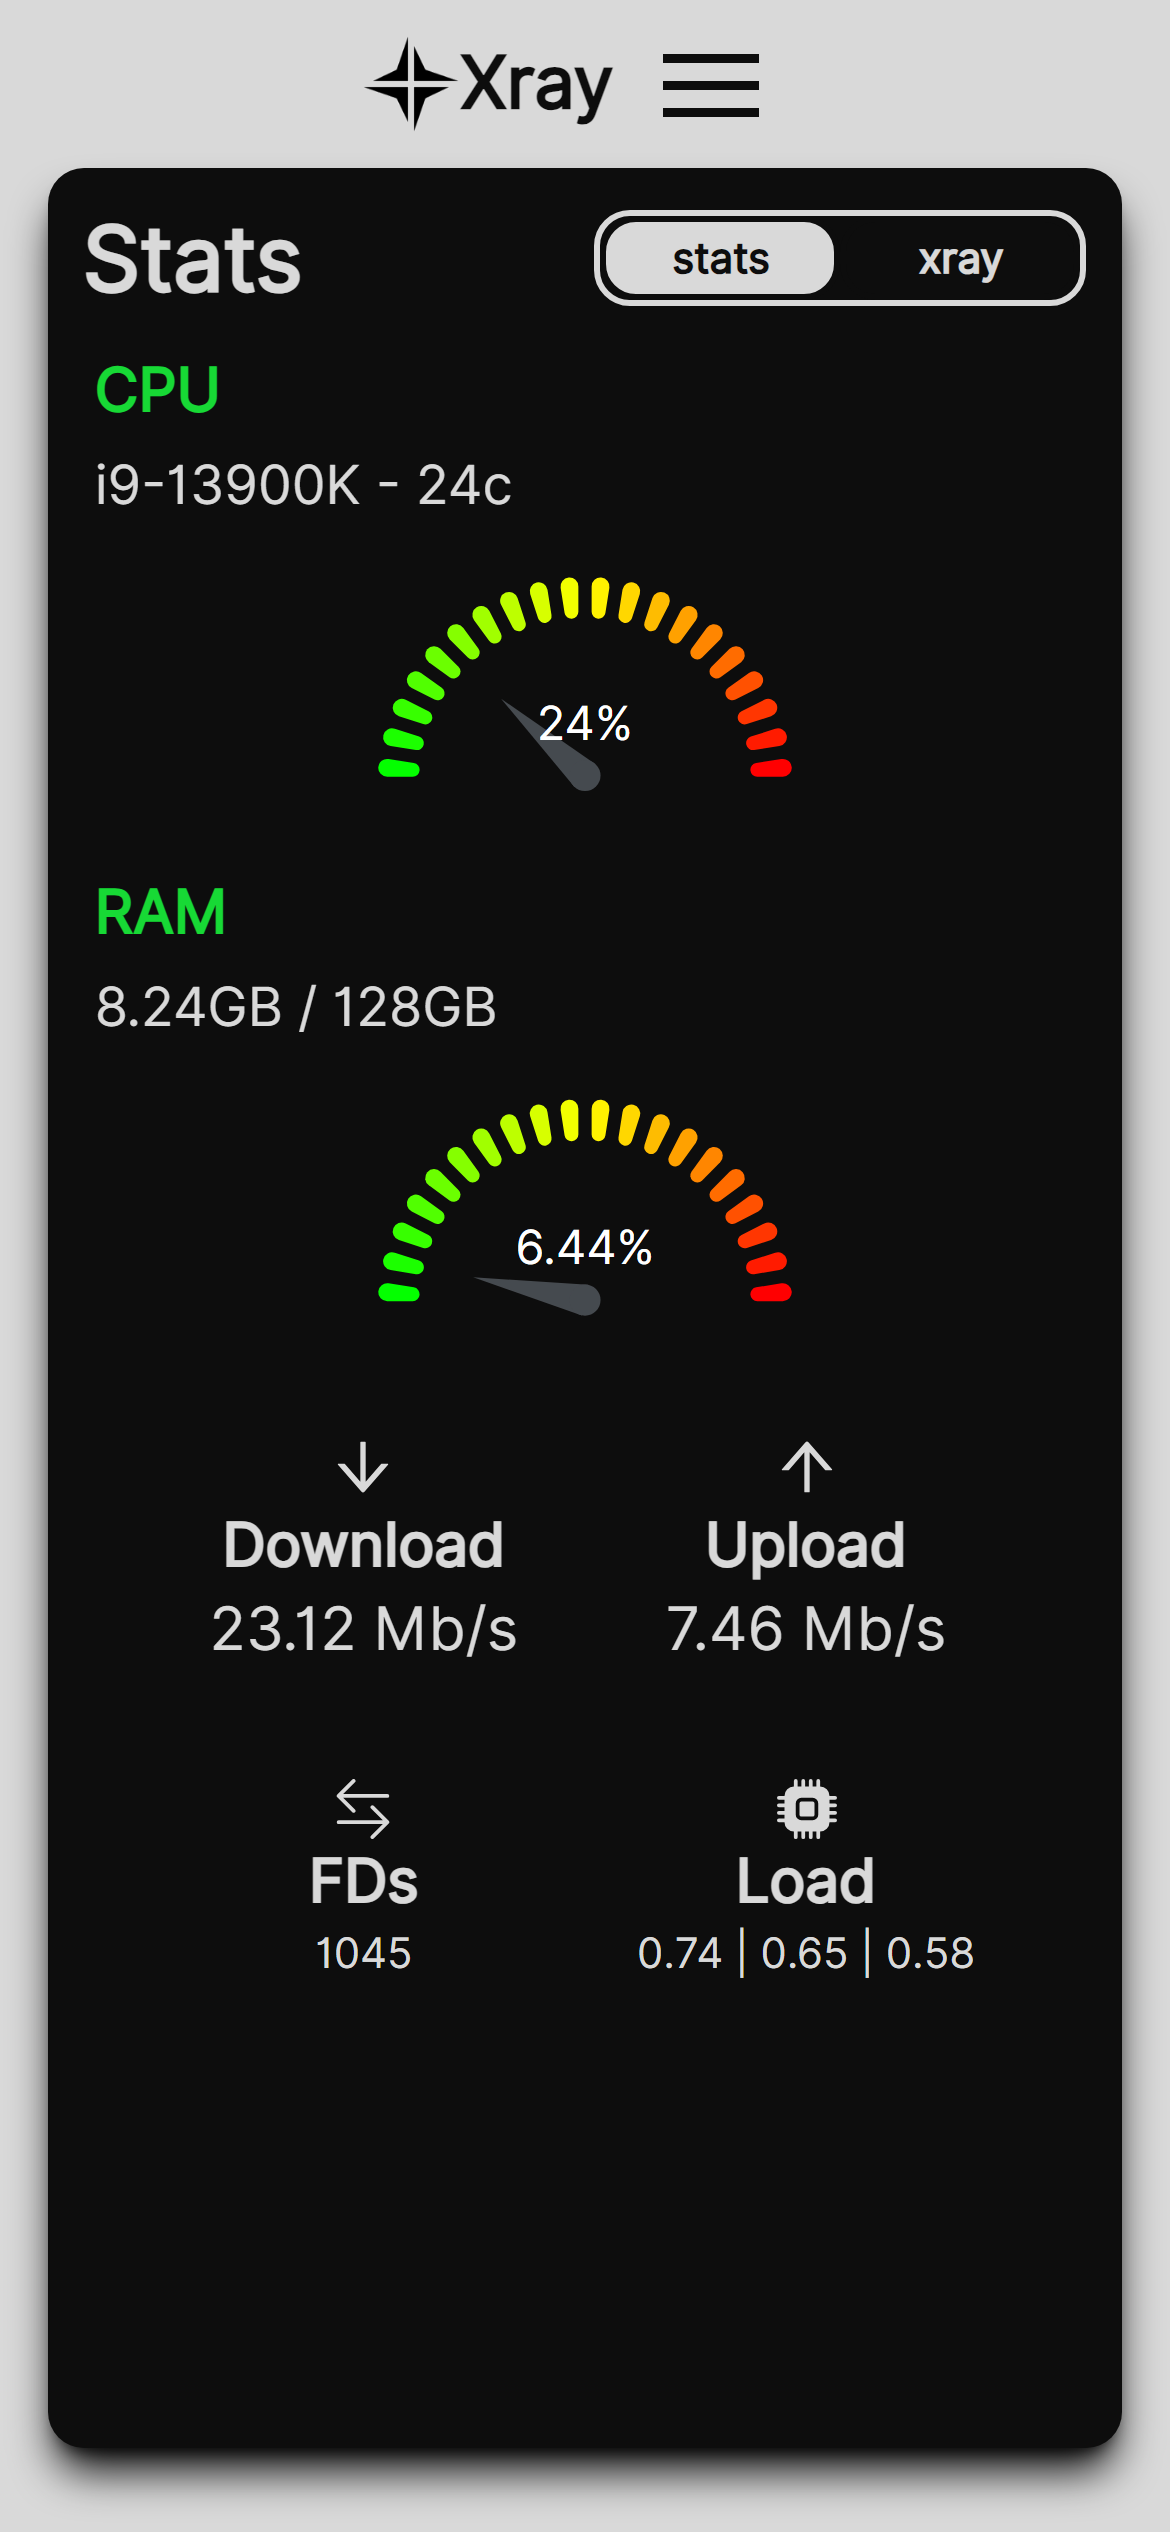 Xray
Stats
stats
xray
CPU
i9-13900K - 24c
24%
RAM
8.24GB / 128GB
6.44%
Download
23.12 Mb/s
Upload
7.46 Mb/s
FDs
1045
Load
0.74 | 0.65 | 0.58